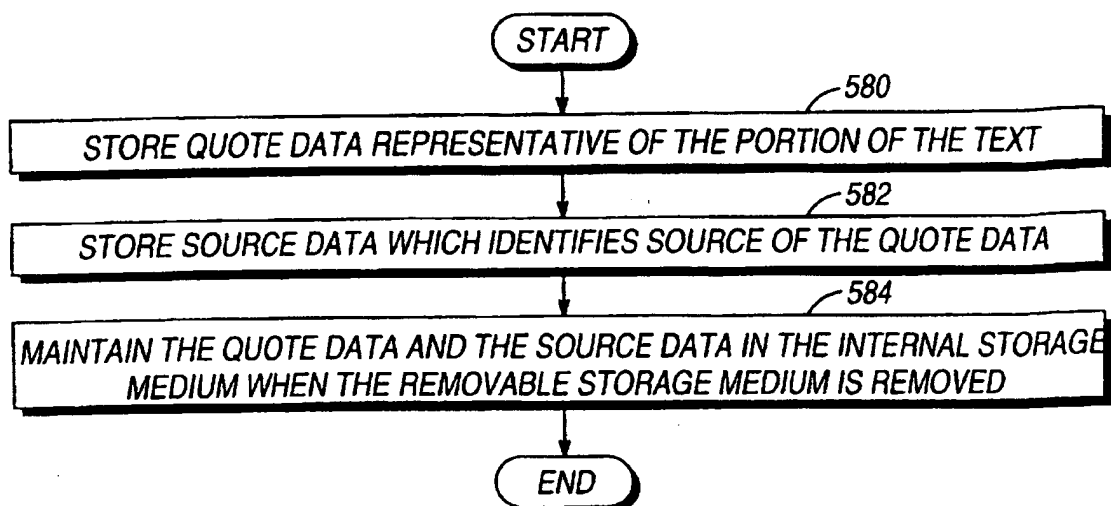 START
580
STORE QUOTE DATA REPRESENTATIVE OF THE PORTION OF THE TEXT
582
STORE SOURCE DATA WHICH IDENTIFIES SOURCE OF THE QUOTE DATA
584
MAINTAIN THE QUOTE DATA AND THE SOURCE DATA IN THE INTERNAL STORAGE
MEDIUM WHEN THE REMOVABLE STORAGE MEDIUM IS REMOVED
END